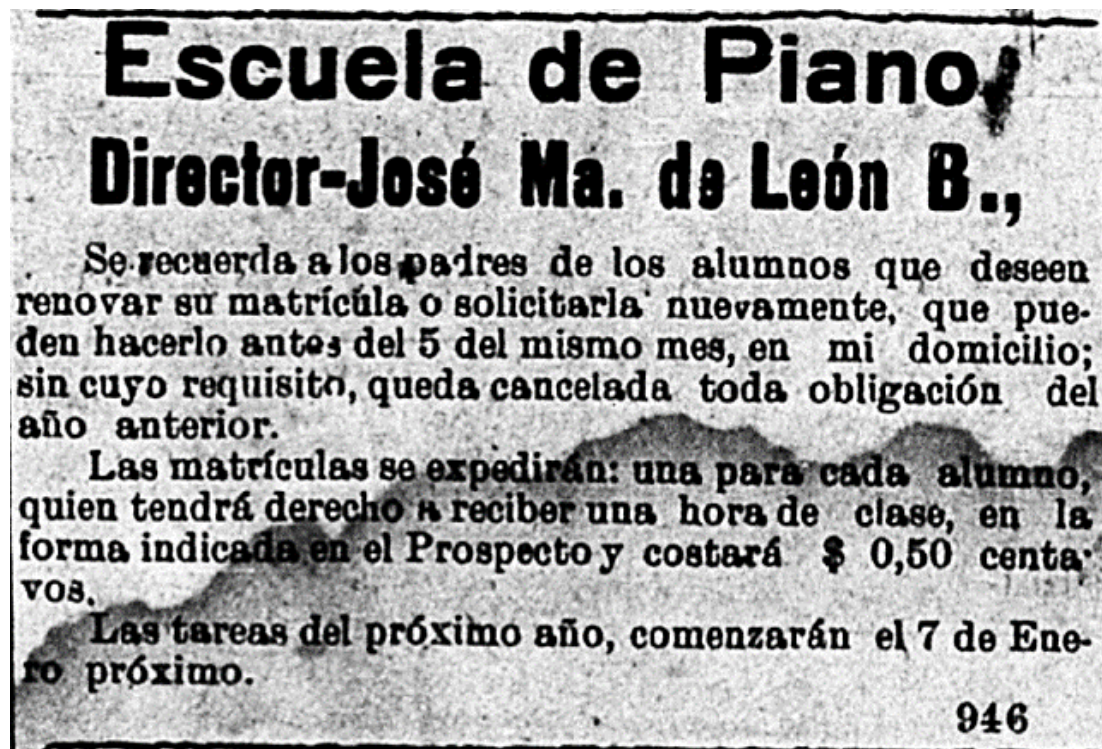 Escuela de Piano
Director-José Ma. de León B.,
Se recuerda a los padres de los alumnos que deseen
renovar su matrícula o solicitarla nuevamente, que pue-
den hacerlo antes del 5 del mismo mes, en mi domicilio;
sin cuyo requisito, queda cancelada toda obligación del
año anterior.
Las matrículas se expedirán: una para cada alumno,
quien tendrá derecho a reciber una hora de clase, en la
forma indicada en el Prospecto y costará $ 0,50 centa-
vos.
Las tareas del próximo año, comenzarán el 7 de Ene-
ro próximo.
946